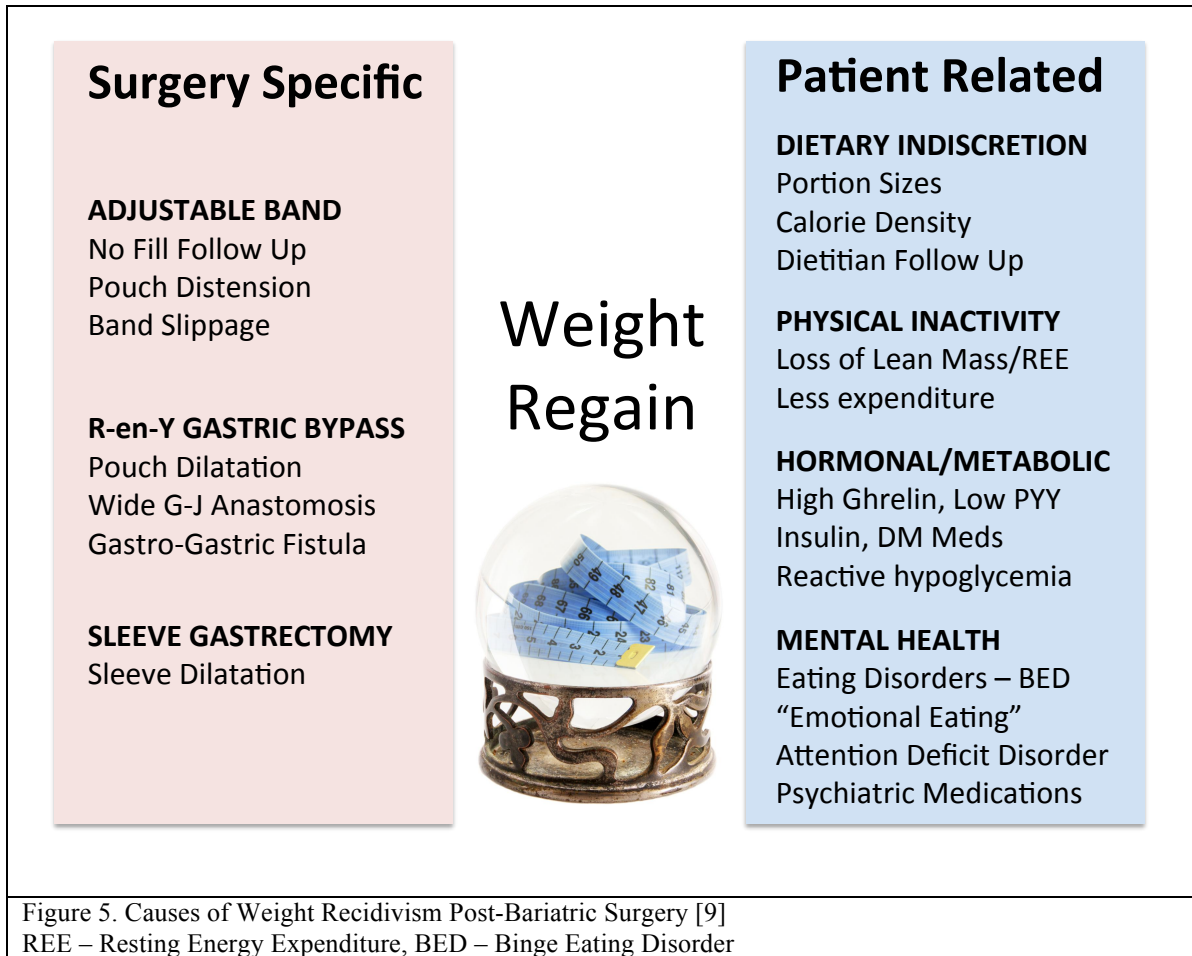 Surgery Specific
ADJUSTABLE BAND
No Fill Follow Up
Pouch Distension
Band Slippage
R-en-Y GASTRIC BYPASS
Pouch Dilatation
Wide G-J Anastomosis
Gastro-Gastric Fistula
SLEEVE GASTRECTOMY
Sleeve Dilatation
Weight
Regain
Patient Related
DIETARY INDISCRETION
Portion Sizes
Calorie Density
Dietitian Follow Up
PHYSICAL INACTIVITY
Loss of Lean Mass/REE
Less expenditure
HORMONAL/METABOLIC
High Ghrelin, Low PYY
Insulin, DM Meds
Reactive hypoglycemia
MENTAL HEALTH
Eating Disorders – BED
“Emotional Eating”
Attention Deficit Disorder
Psychiatric Medications
Figure 5. Causes of Weight Recidivism Post-Bariatric Surgery [9]
REE – Resting Energy Expenditure, BED – Binge Eating Disorder